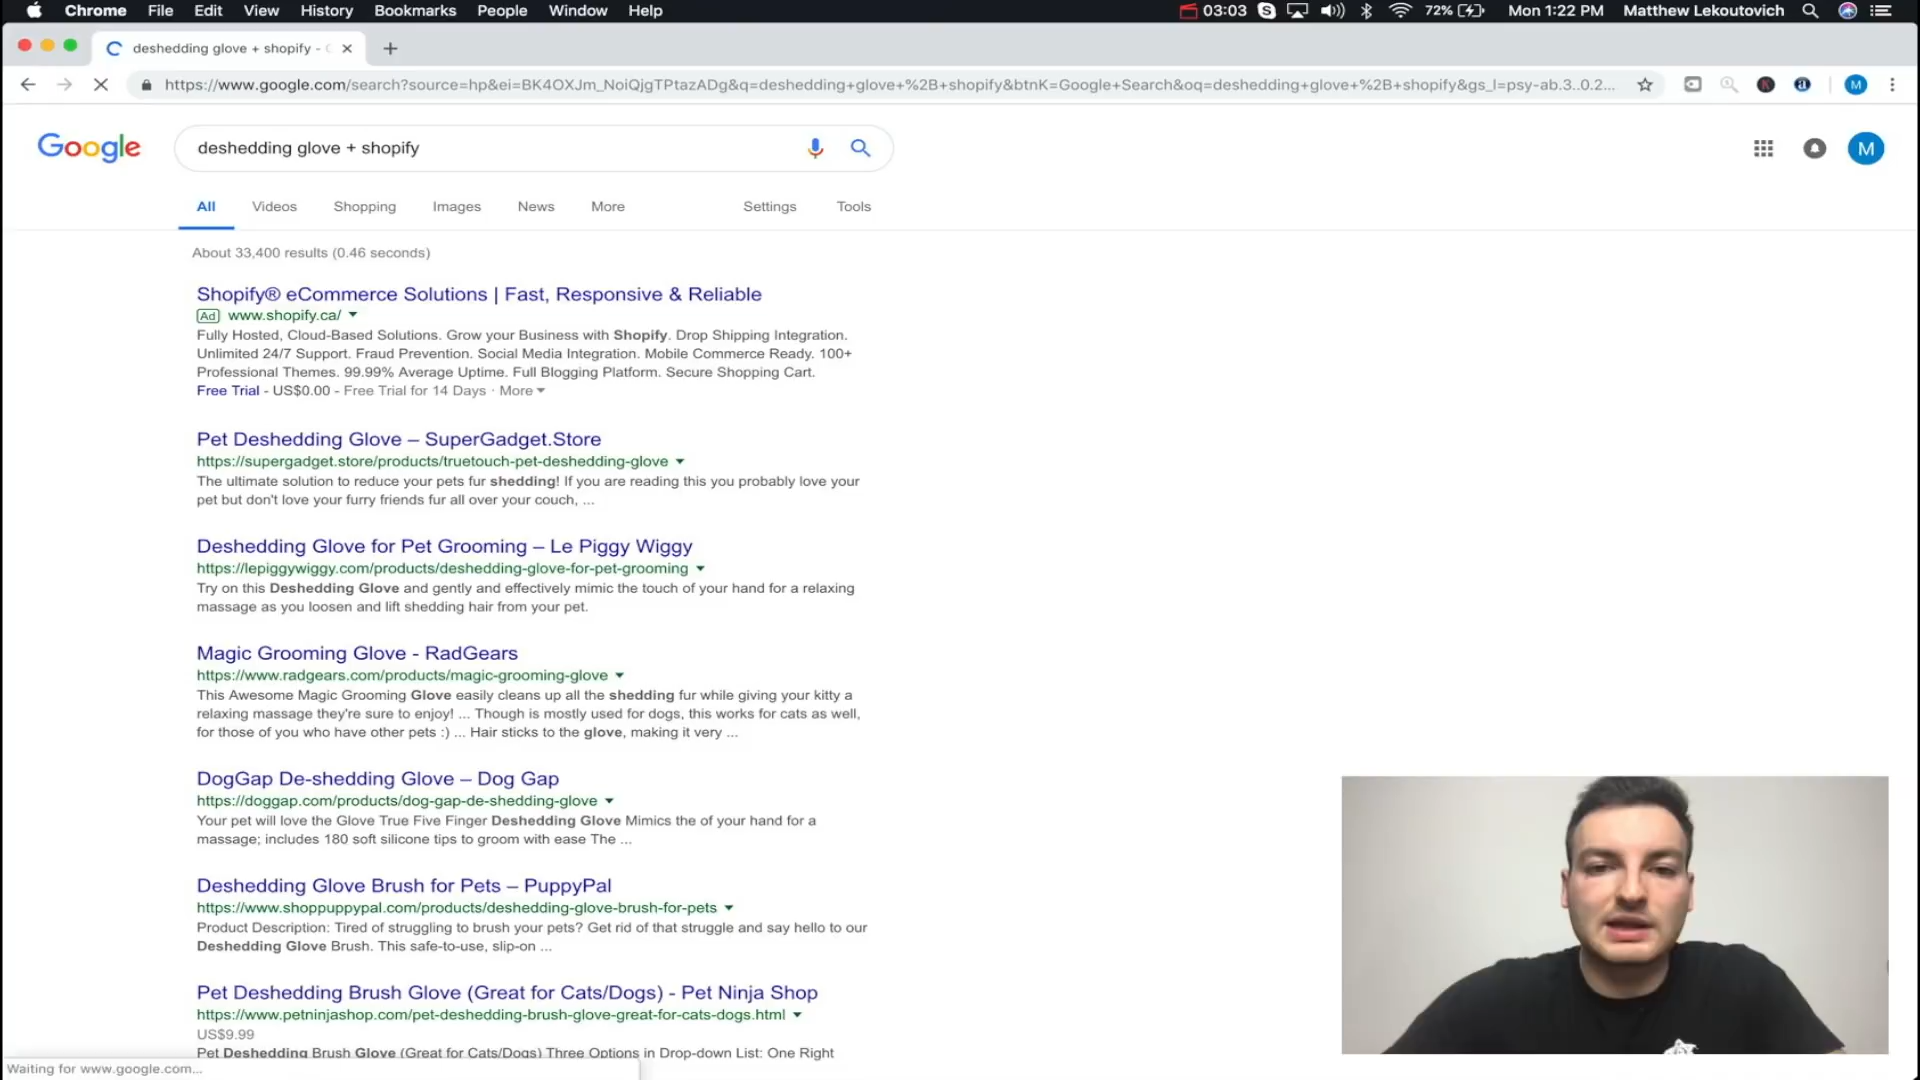 Chrome File Edit View History Bookmarks People Window Help 03:03 72% Mon 1:22 PM Matthew Lekoutovich
deshedding glove + shopify -
https://www.google.com/search?source=hp&ei=BK4OXJm_NoiQjgTPtazADg&q=deshedding+glove+%2B+shopify&btnK=Google+Search&oq=deshedding+glove+%2B+shopify&gs_l=psy-ab.3..0.2... M
Google deshedding glove + shopify M
All Videos Shopping Images News More Settings Tools
About 33,400 results (0.46 seconds)
Shopify® eCommerce Solutions | Fast, Responsive & Reliable
Ad www.shopify.ca/
Fully Hosted, Cloud-Based Solutions. Grow your Business with Shopify. Drop Shipping Integration.
Unlimited 24/7 Support. Fraud Prevention. Social Media Integration. Mobile Commerce Ready. 100+
Professional Themes. 99.99% Average Uptime. Full Blogging Platform. Secure Shopping Cart.
Free Trial - US$0.00 - Free Trial for 14 Days · More
Pet Deshedding Glove – SuperGadget.Store
https://supergadget.store/products/truetouch-pet-deshedding-glove
The ultimate solution to reduce your pets fur shedding! If you are reading this you probably love your
pet but don't love your furry friends fur all over your couch, ...
Deshedding Glove for Pet Grooming – Le Piggy Wiggy
https://lepiggywiggy.com/products/deshedding-glove-for-pet-grooming
Try on this Deshedding Glove and gently and effectively mimic the touch of your hand for a relaxing
massage as you loosen and lift shedding hair from your pet.
Magic Grooming Glove - RadGears
https://www.radgears.com/products/magic-grooming-glove
This Awesome Magic Grooming Glove easily cleans up all the shedding fur while giving your kitty a
relaxing massage they're sure to enjoy! ... Though is mostly used for dogs, this works for cats as well,
for those of you who have other pets :) ... Hair sticks to the glove, making it very ...
DogGap De-shedding Glove – Dog Gap
https://doggap.com/products/dog-gap-de-shedding-glove
Your pet will love the Glove True Five Finger Deshedding Glove Mimics the of your hand for a
massage; includes 180 soft silicone tips to groom with ease The ...
Deshedding Glove Brush for Pets – PuppyPal
https://www.shoppuppypal.com/products/deshedding-glove-brush-for-pets
Product Description: Tired of struggling to brush your pets? Get rid of that struggle and say hello to our
Deshedding Glove Brush. This safe-to-use, slip-on ...
Pet Deshedding Brush Glove (Great for Cats/Dogs) - Pet Ninja Shop
https://www.petninjashop.com/pet-deshedding-brush-glove-great-for-cats-dogs.html
US$9.99
Pet Deshedding Brush Glove (Great for Cats/Dogs) Three Options in Drop-down List: One Right
Waiting for www.google.com...